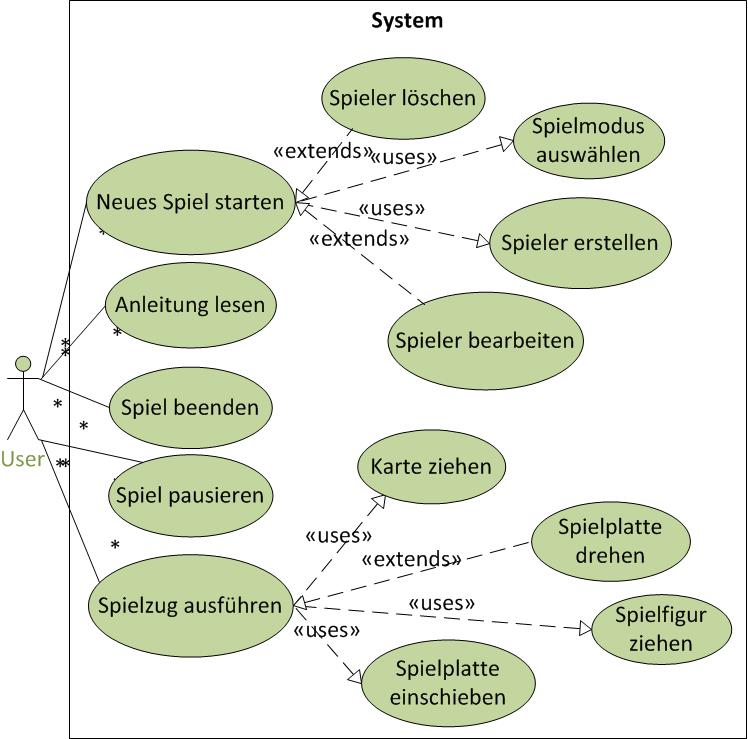 System
Spieler löschen
«extends»
«uses»
Spielmodus
auswählen
Neues Spiel starten
«uses»
Spieler erstellen
«extends»
Anleitung lesen
Spieler bearbeiten
*
*
*
*
*
Spiel beenden
*
*
User
**
Karte ziehen
Spiel pausieren
«uses»
Spielplatte
drehen
«extends»
*
Spielzug ausführen
«uses»
Spielfigur
ziehen
«uses»
Spielplatte
einschieben